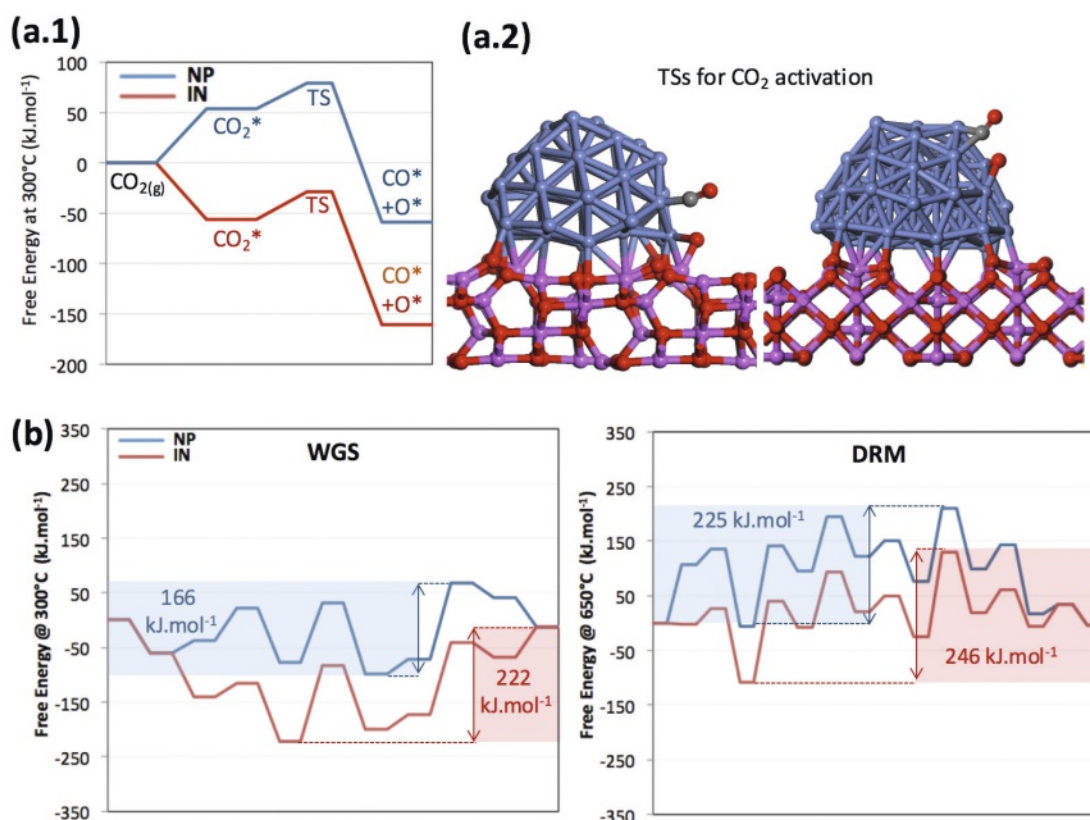 (a.1)
Free Energy at 300°C (kJ.mol⁻¹)
100
50
0
-50
-100
-150
-200
NP
IN
CO₂(g)
CO₂*
TS
CO*
+O*
CO₂*
TS
CO*
+O*
(a.2)
TSs for CO₂ activation
(b)
Free Energy @ 300°C (kJ.mol⁻¹)
350
250
150
50
-50
-150
-250
-350
NP
IN
WGS
166
kJ.mol⁻¹
222
kJ.mol⁻¹
Free Energy @ 650°C (kJ.mol⁻¹)
350
250
150
50
-50
-150
-250
-350
DRM
225 kJ.mol⁻¹
246 kJ.mol⁻¹